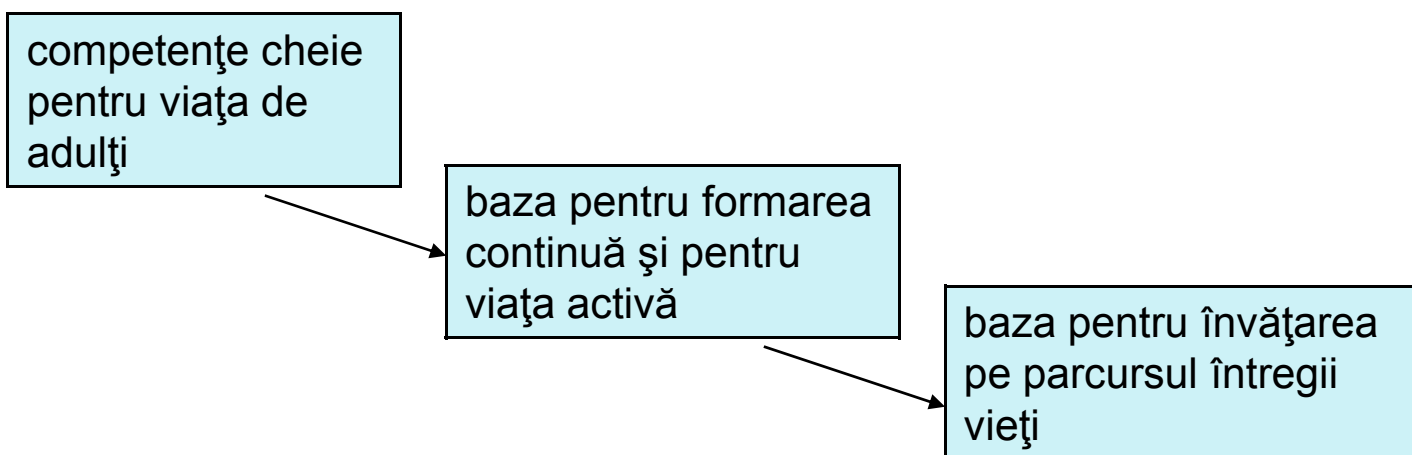 competenţe cheie
pentru viaţa de
adulţi
baza pentru formarea
continuă şi pentru
viaţa activă
baza pentru învăţarea
pe parcursul întregii
vieţi